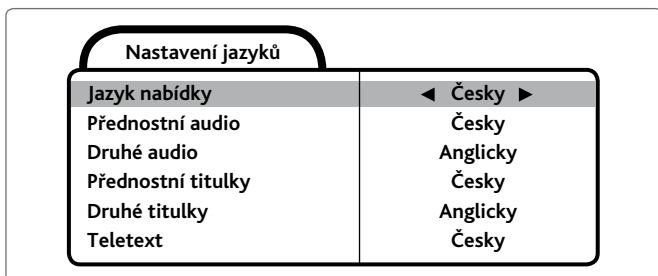 Nastavení jazyků
Jazyk nabídky ◄ Česky ►
Přednostní audio Česky
Druhé audio Anglicky
Přednostní titulky Česky
Druhé titulky Anglicky
Teletext Česky